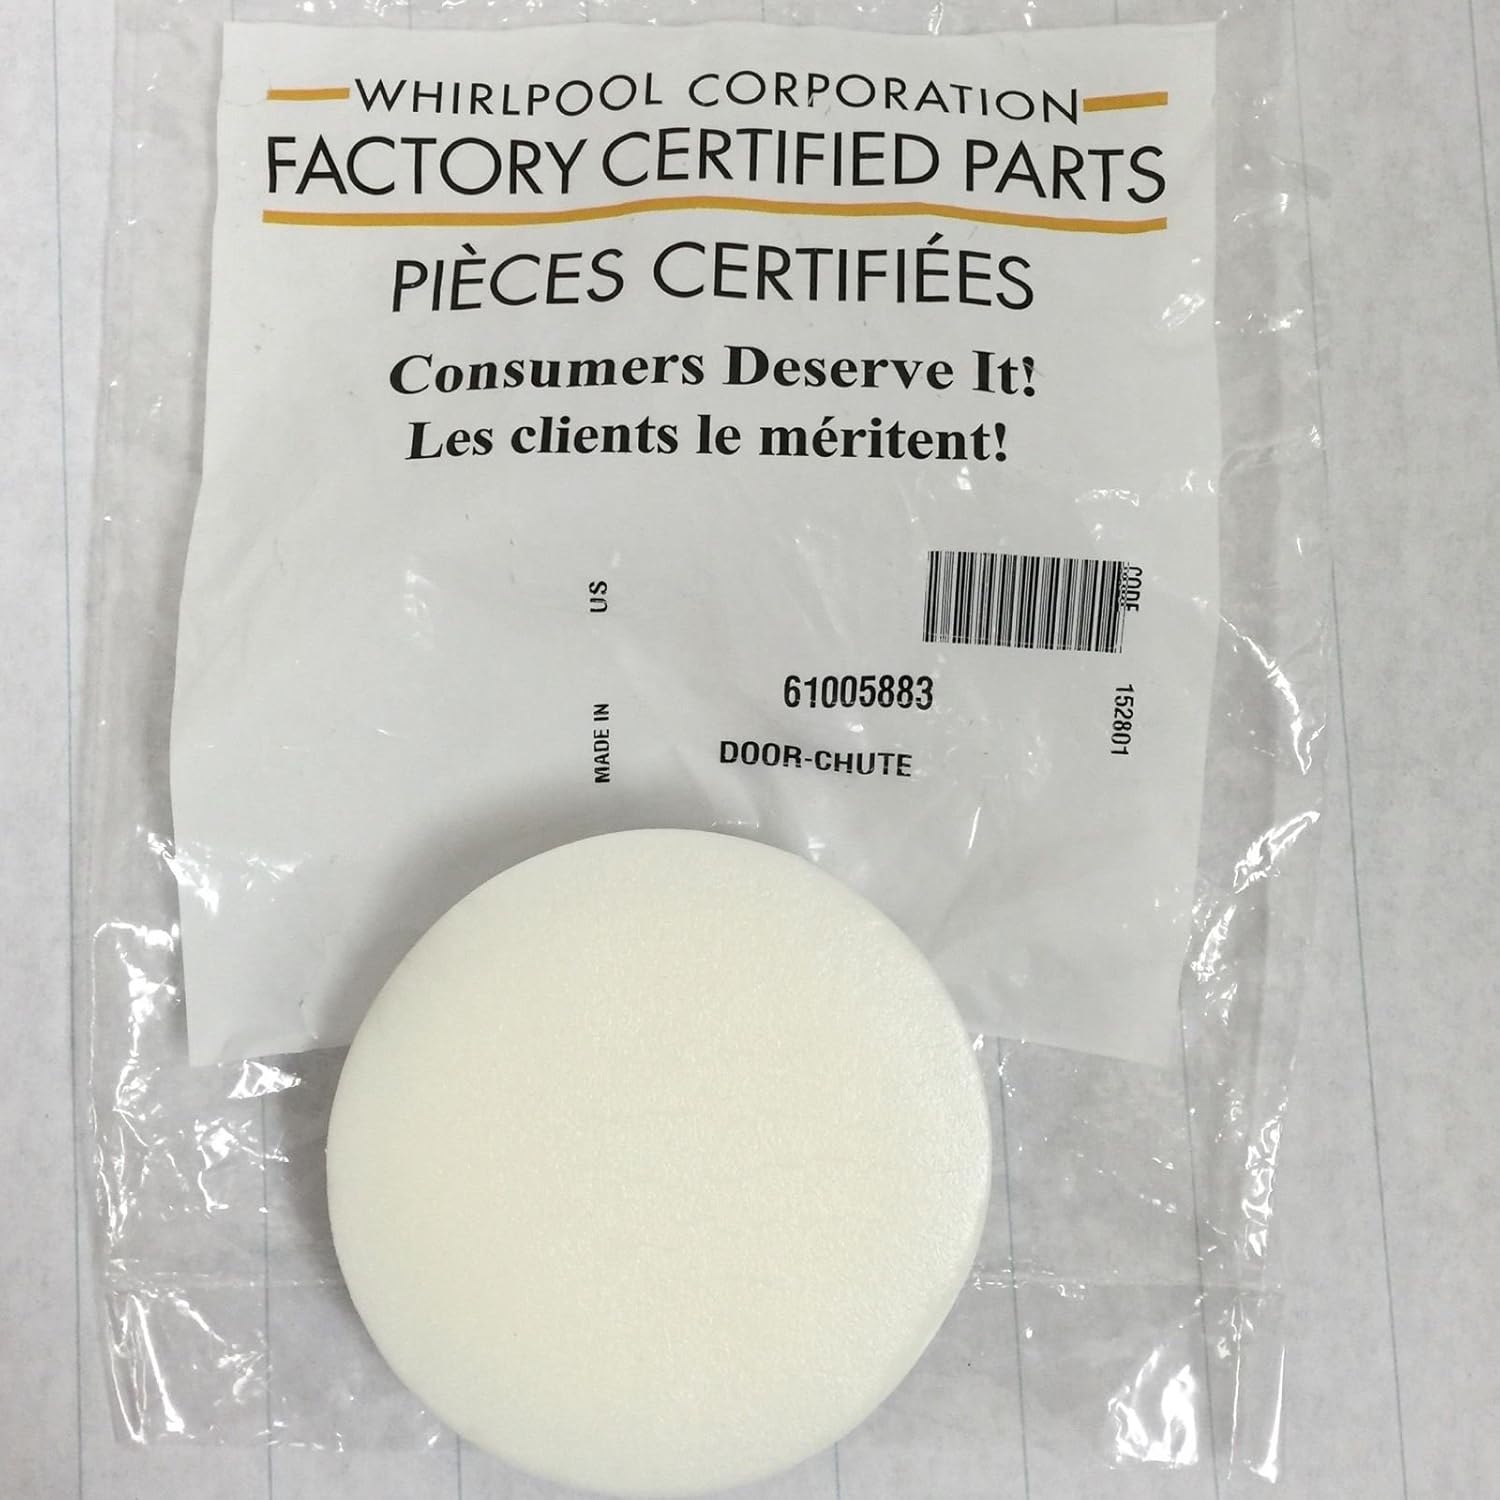 WHIRLPOOL CORPORATION
FACTORY CERTIFIED PARTS
PIÈCES CERTIFIÉES
Consumers Deserve It!
Les clients le méritent!
MADE IN US
CODE
152801
61005883
DOOR-CHUTE